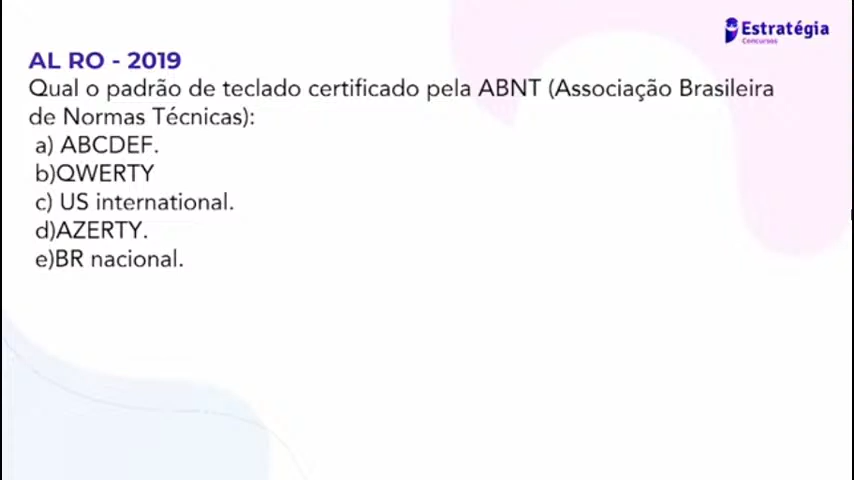 Estratégia
Concursos
AL RO - 2019
Qual o padrão de teclado certificado pela ABNT (Associação Brasileira
de Normas Técnicas):
a) ABCDEF.
b)QWERTY
c) US international.
d)AZERTY.
e)BR nacional.